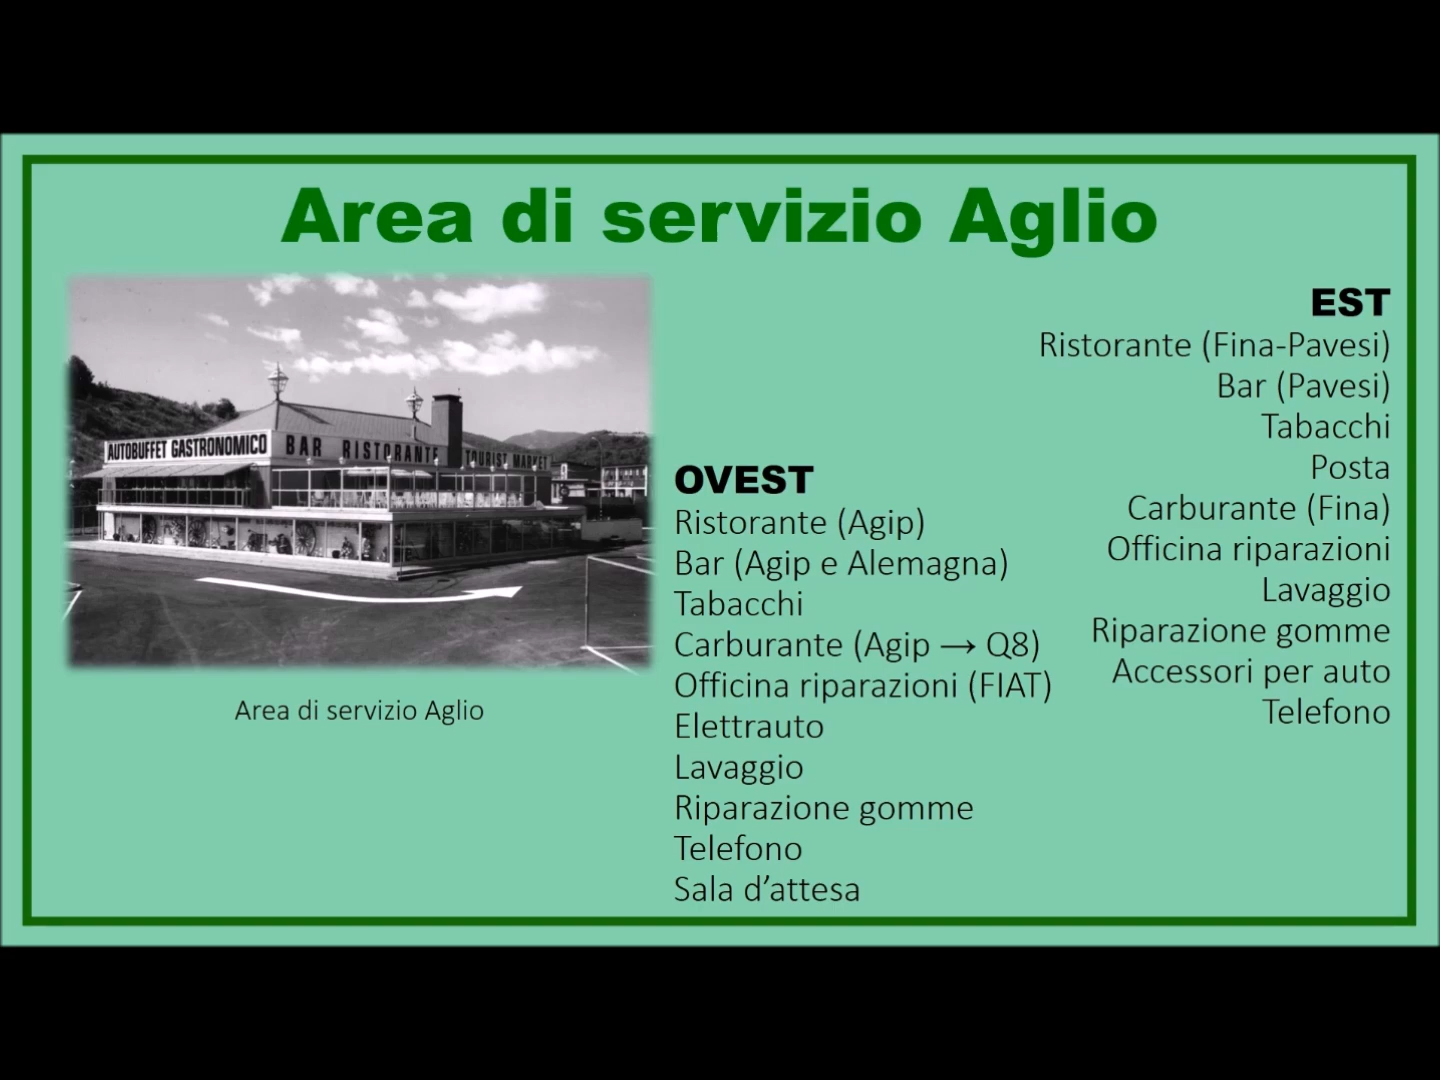 Area di servizio Aglio
AUTOBUFFET GASTRONOMICO
BAR RISTORANTE
TOURIST MARKET
Area di servizio Aglio
OVEST
Ristorante (Agip)
Bar (Agip e Alemagna)
Tabacchi
Carburante (Agip → Q8)
Officina riparazioni (FIAT)
Elettrauto
Lavaggio
Riparazione gomme
Telefono
Sala d’attesa
EST
Ristorante (Fina-Pavesi)
Bar (Pavesi)
Tabacchi
Posta
Carburante (Fina)
Officina riparazioni
Lavaggio
Riparazione gomme
Accessori per auto
Telefono